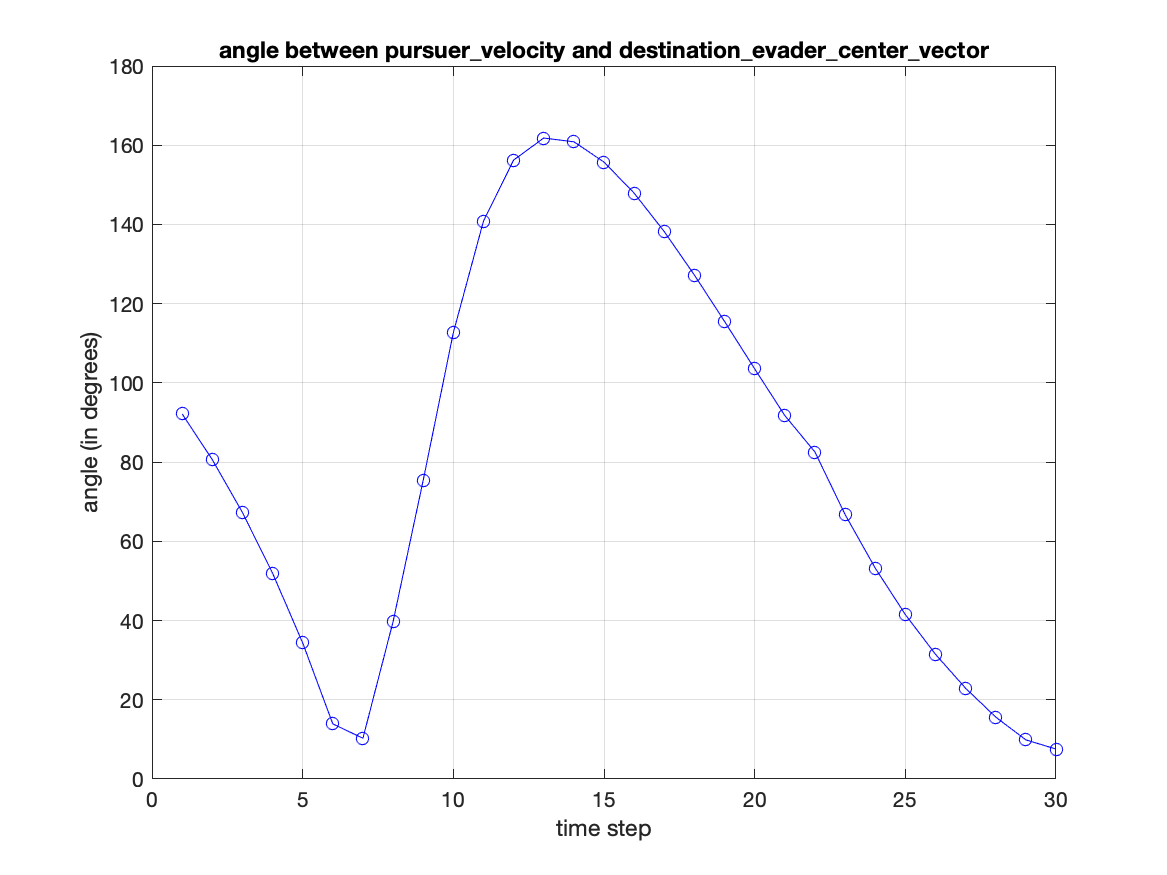 angle between pursuer_velocity and destination_evader_center_vector
180
160
140
120
100
80
60
40
20
0
angle (in degrees)
0 5 10 15 20 25 30
time step